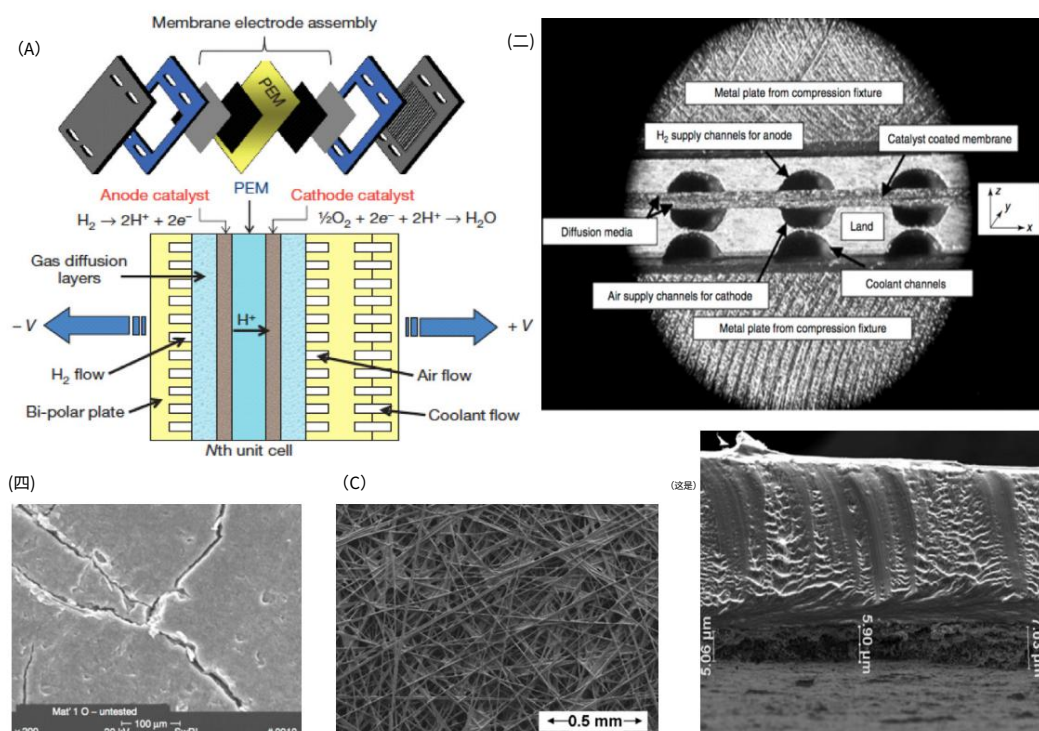 (A)
Membrane electrode assembly
PEM
Anode catalyst
PEM
Cathode catalyst
H₂ → 2H⁺ + 2e⁻
½O₂ + 2e⁻ + 2H⁺ → H₂O
Gas diffusion
layers
– V
H⁺
+ V
H₂ flow
Air flow
Bi-polar plate
Coolant flow
Nth unit cell
(二)
Metal plate from compression fixture
H₂ supply channels for anode
Catalyst coated membrane
z
y
x
Diffusion media
Land
Air supply channels for cathode
Coolant channels
Metal plate from compression fixture
(四)
Mat' 1 O – untested
100 μm
(C)
0.5 mm
(这是)
5.90 μm